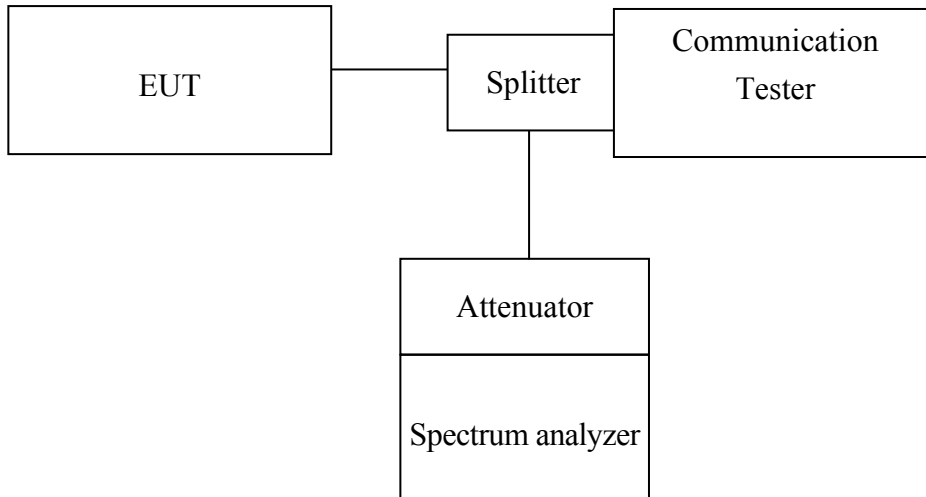 EUT
Splitter
Communication
Tester
Attenuator
Spectrum analyzer